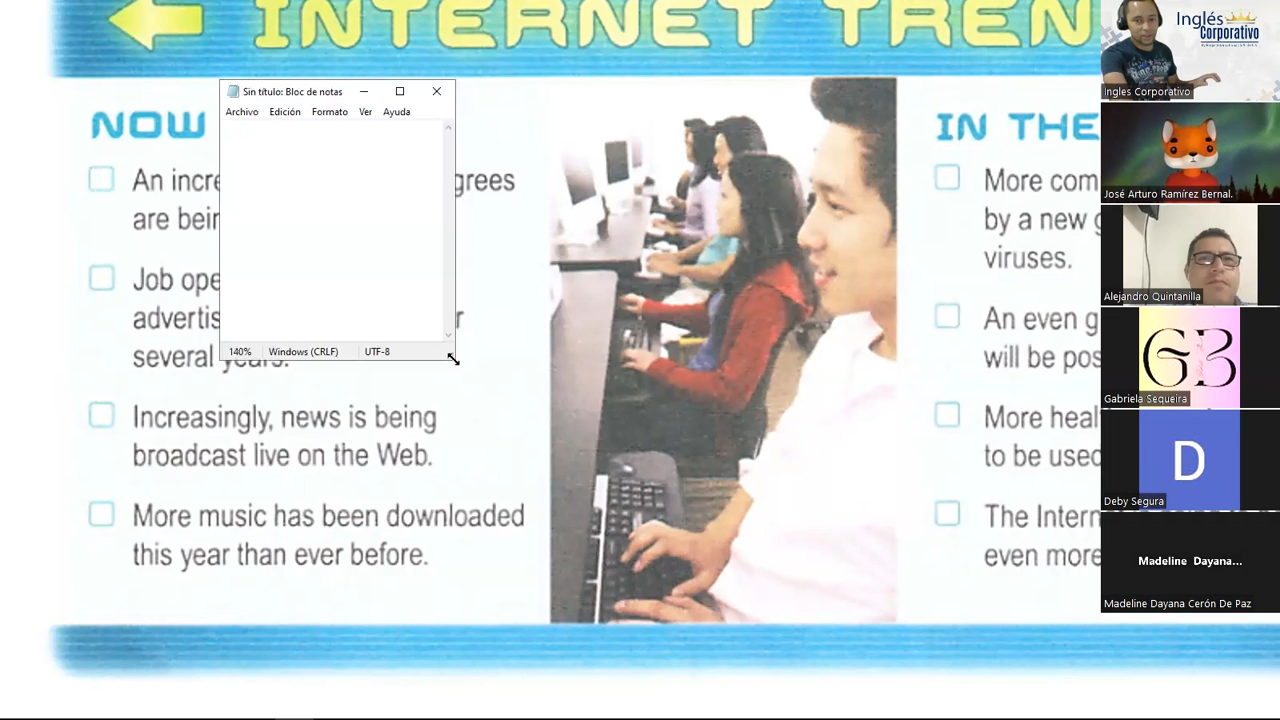 INTERNET TREN
NOW
An incre
grees
are bein
Job ope
advertis
r
several years.
Increasingly, news is being
broadcast live on the Web.
More music has been downloaded
this year than ever before.
Sin título: Bloc de notas
Archivo Edición Formato Ver Ayuda
140% Windows (CRLF) UTF-8
IN THE
More com
by a new g
viruses.
An even g
will be pos
More heal
to be used
The Intern
even more
Inglés
Corporativo
Ingles Corporativo
José Arturo Ramírez Bernal.
Alejandro Quintanilla
GB
Gabriela Sequeira
D
Deby Segura
Madeline Dayana...
Madeline Dayana Cerón De Paz